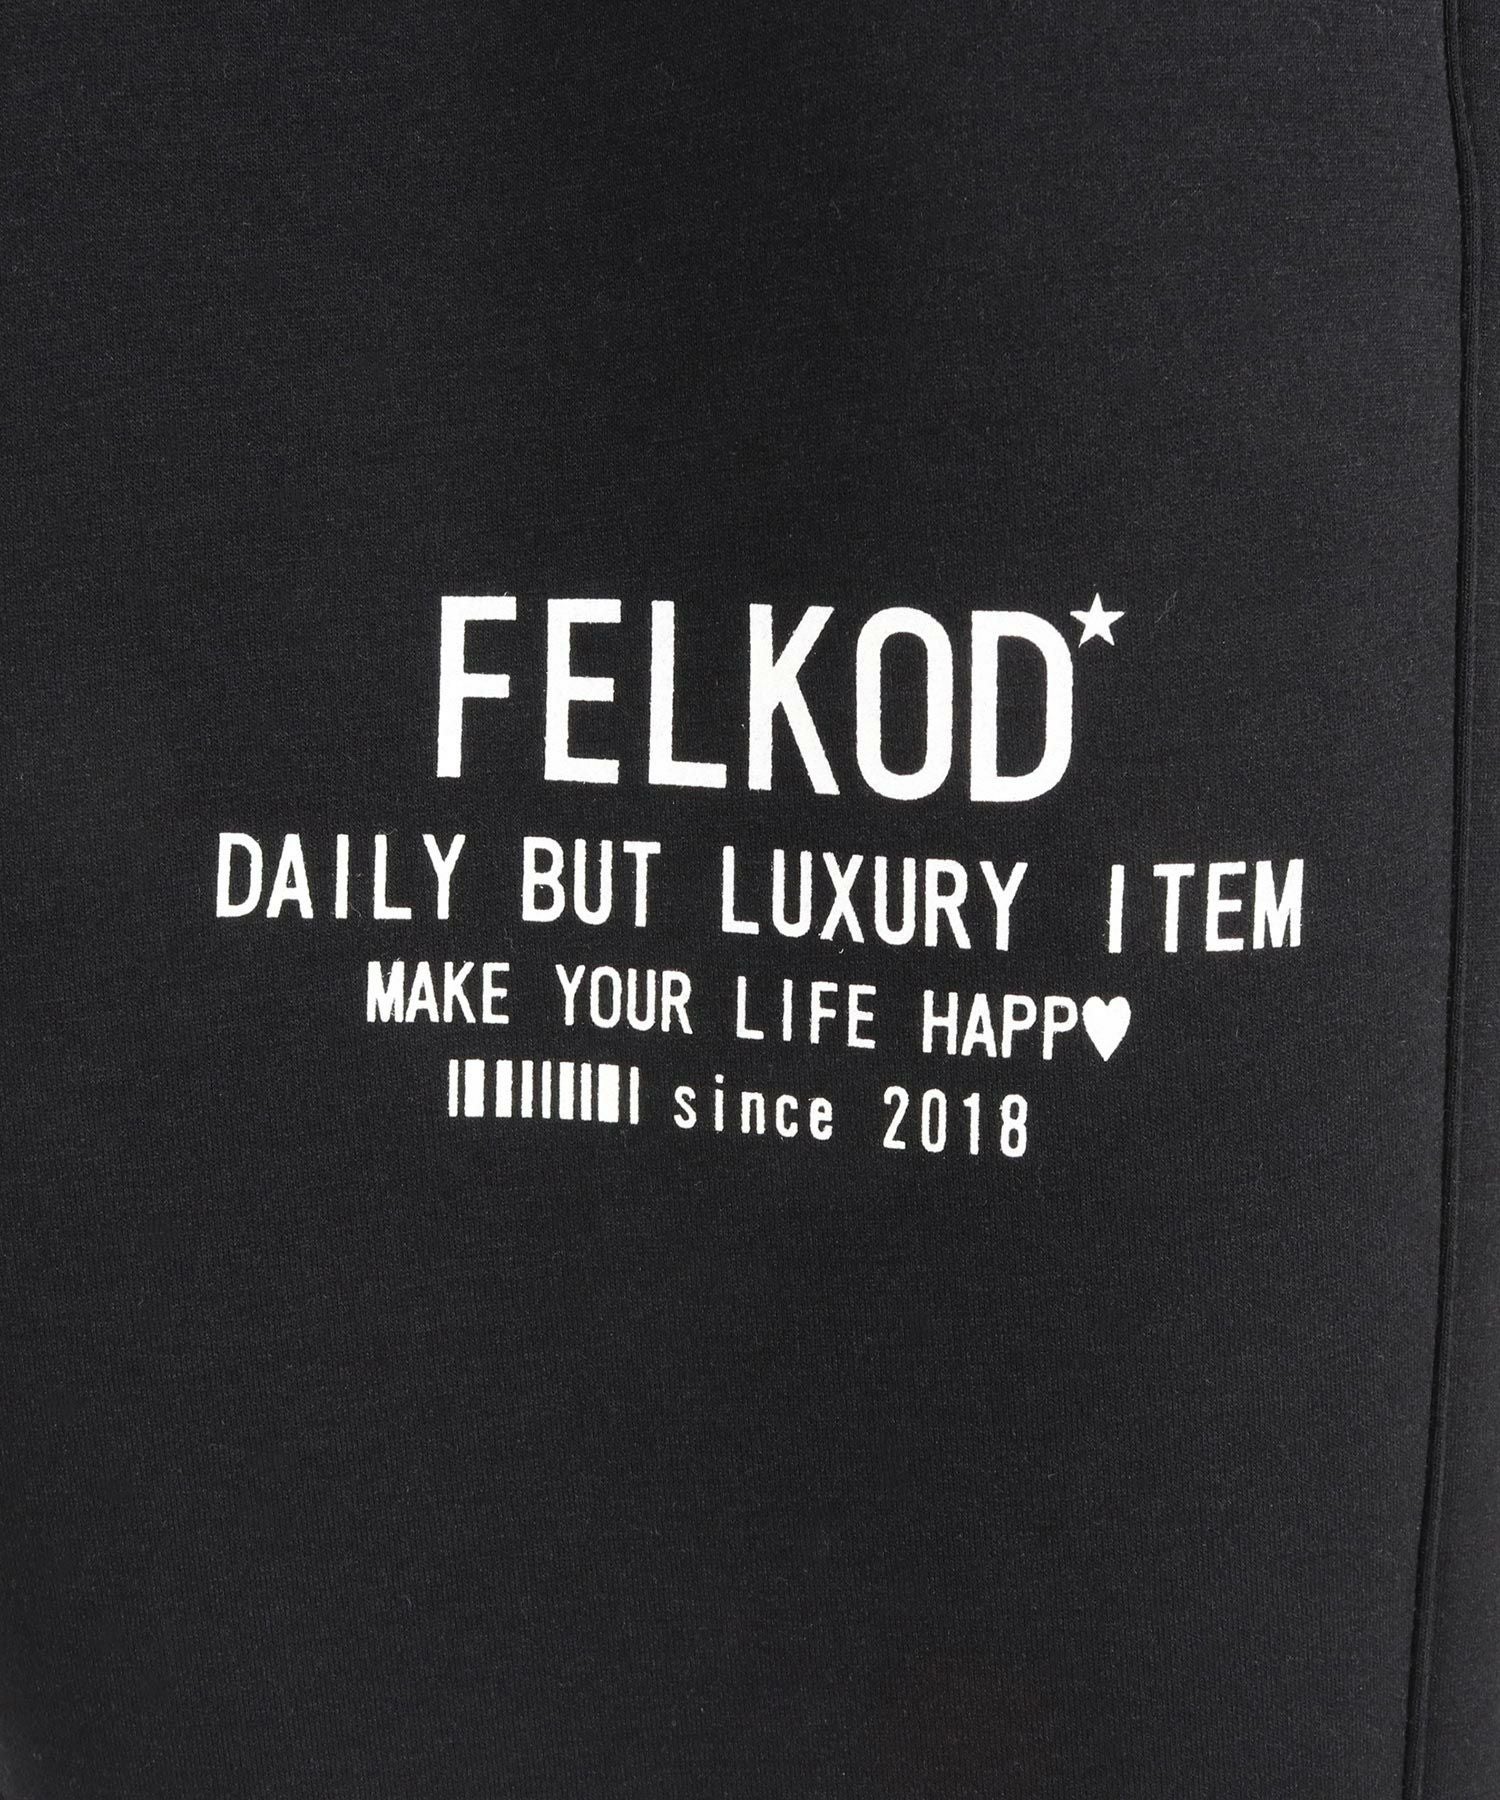 FELKOD★
DAILY BUT LUXURY ITEM
MAKE YOUR LIFE HAPP♥
since 2018